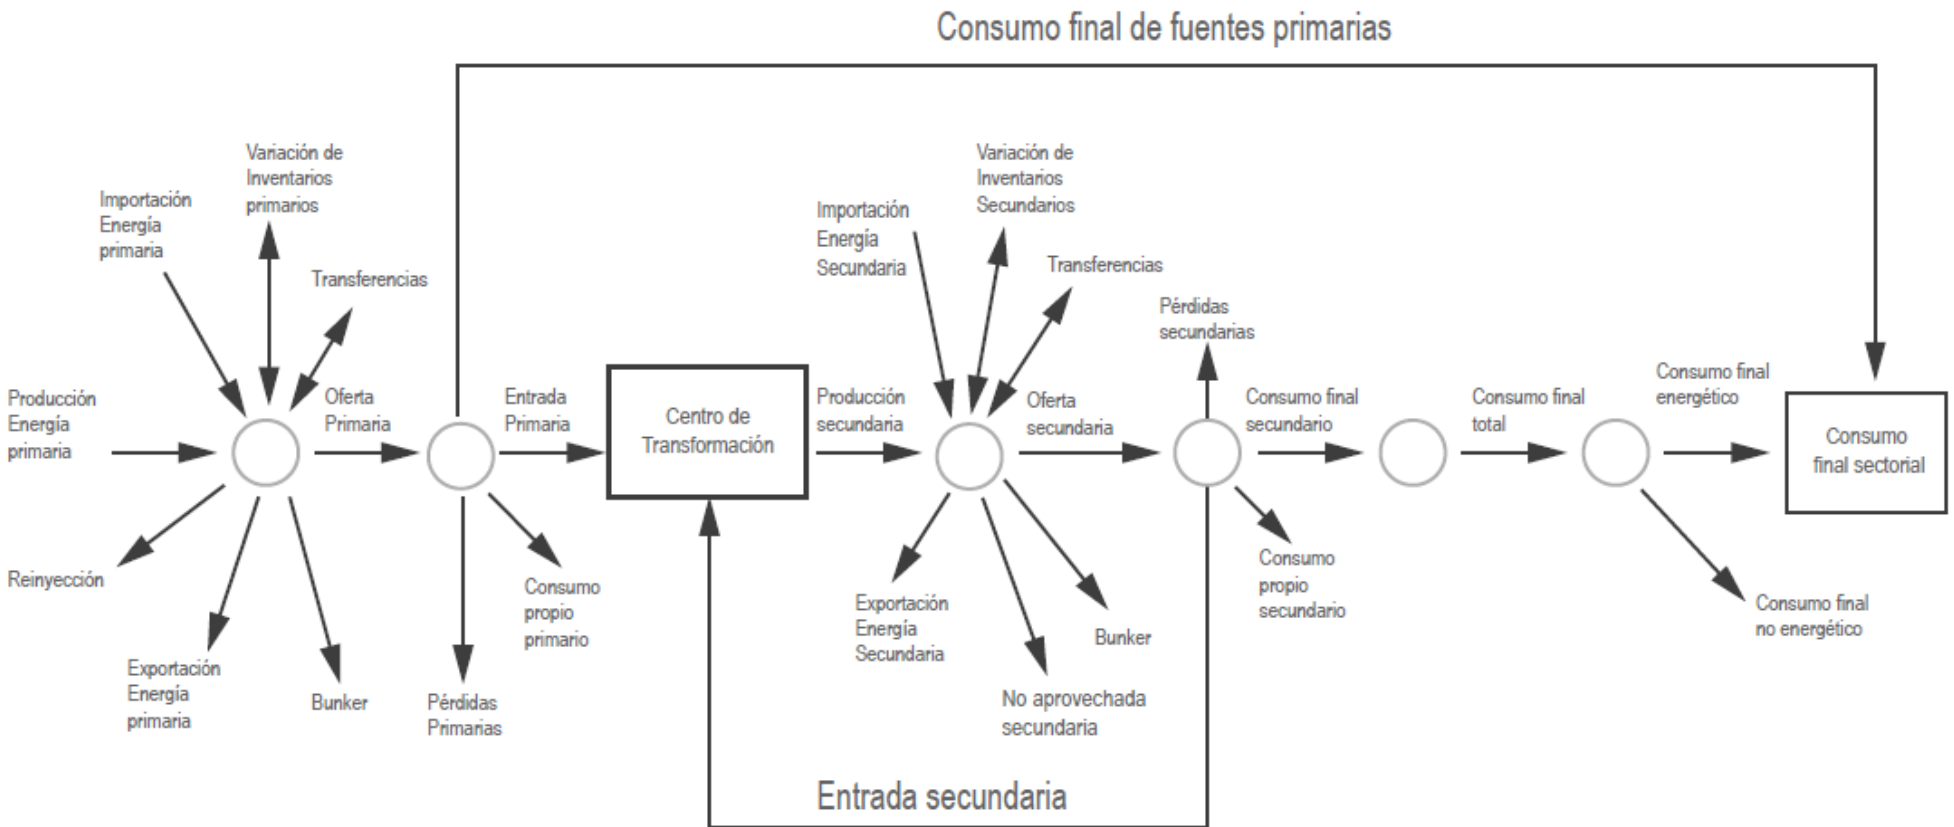 Consumo final de fuentes primarias
Variación de
Inventarios
primarios
Importación
Energía
primaria
Transferencias
Producción
Energía
primaria
Oferta
Primaria
Entrada
Primaria
Reinyección
Exportación
Energía
primaria
Bunker
Pérdidas
Primarias
Consumo
propio
primario
Centro de
Transformación
Producción
secundaria
Importación
Energía
Secundaria
Variación de
Inventarios
Secundarios
Transferencias
Oferta
secundaria
Exportación
Energía
Secundaria
No aprovechada
secundaria
Bunker
Pérdidas
secundarias
Consumo final
secundario
Consumo
propio
secundario
Consumo final
total
Consumo final
energético
Consumo final
no energético
Consumo
final sectorial
Entrada secundaria